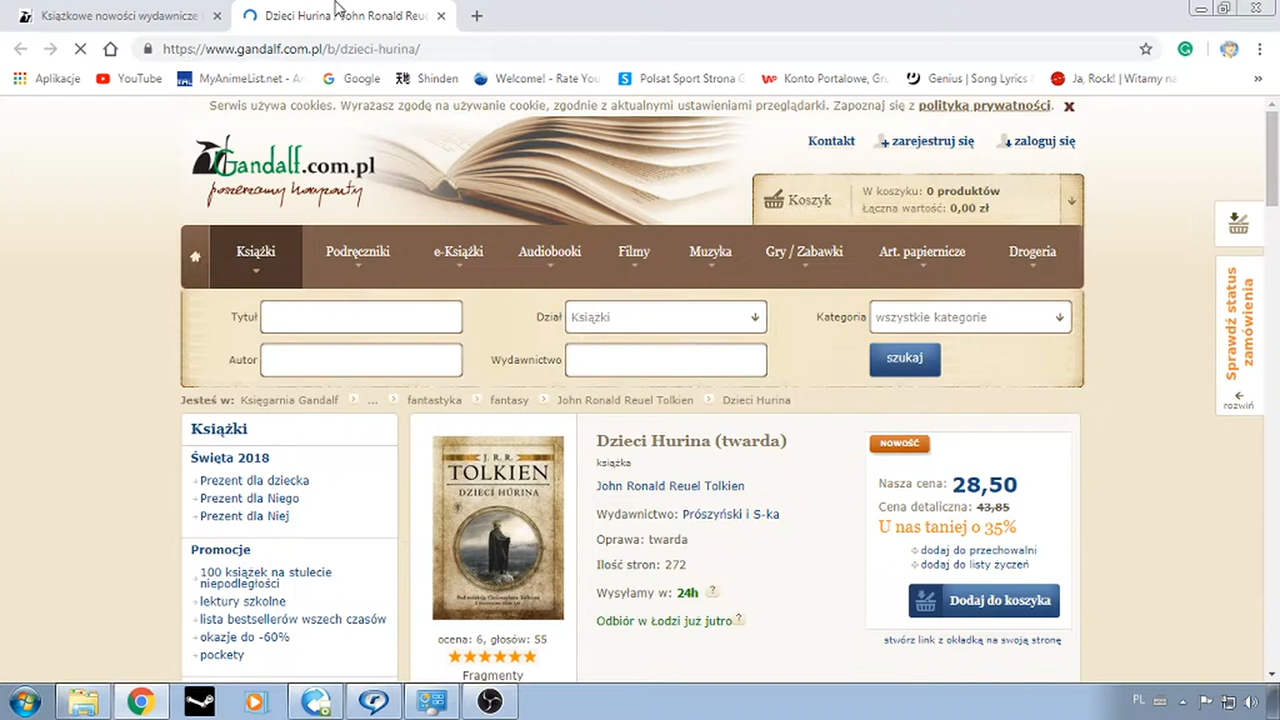 Książkowe nowości wydawnicze
Dzieci Hurina / John Ronald Reuc
https://www.gandalf.com.pl/b/dzieci-hurina/
Aplikacje YouTube MyAnimeList.net - Ar Google Shinden Welcome! - Rate You Polsat Sport Strona G Konto Portalowe, Gru Genius | Song Lyrics Ja, Rock! | Witamy na »
Serwis używa cookies. Wyrażasz zgodę na używanie cookie, zgodnie z aktualnymi ustawieniami przeglądarki. Zapoznaj się z polityką prywatności. x
Gandalf.com.pl
poszerzamy horyzonty
Kontakt zarejestruj się zaloguj się
Koszyk
W koszyku: 0 produktów
Łączna wartość: 0,00 zł
Książki Podręczniki e-Książki Audiobooki Filmy Muzyka Gry / Zabawki Art. papiernicze Drogeria
Tytuł Dział Książki Kategoria wszystkie kategorie
Autor Wydawnictwo szukaj
Sprawdź status
zamówienia
rozwiń
Jesteś w: Księgarnia Gandalf ... fantastyka fantasy John Ronald Reuel Tolkien Dzieci Hurina
Książki
Święta 2018
Prezent dla dziecka
Prezent dla Niego
Prezent dla Niej
Promocje
100 książek na stulecie
niepodległości
lektury szkolne
lista bestsellerów wszech czasów
okazje do -60%
pockety
J. R. R.
TOLKIEN
DZIECI HÚRINA
ocena: 6, głosów: 55
Fragmenty
Dzieci Hurina (twarda)
książka
John Ronald Reuel Tolkien
Wydawnictwo: Prószyński i S-ka
Oprawa: twarda
Ilość stron: 272
Wysyłamy w: 24h ?
Odbiór w Łodzi już jutro ?
NOWOŚĆ
Nasza cena: 28,50
Cena detaliczna: 43,85
U nas taniej o 35%
dodaj do przechowalni
dodaj do listy życzeń
Dodaj do koszyka
stwórz link z okładką na swoją stronę
PL